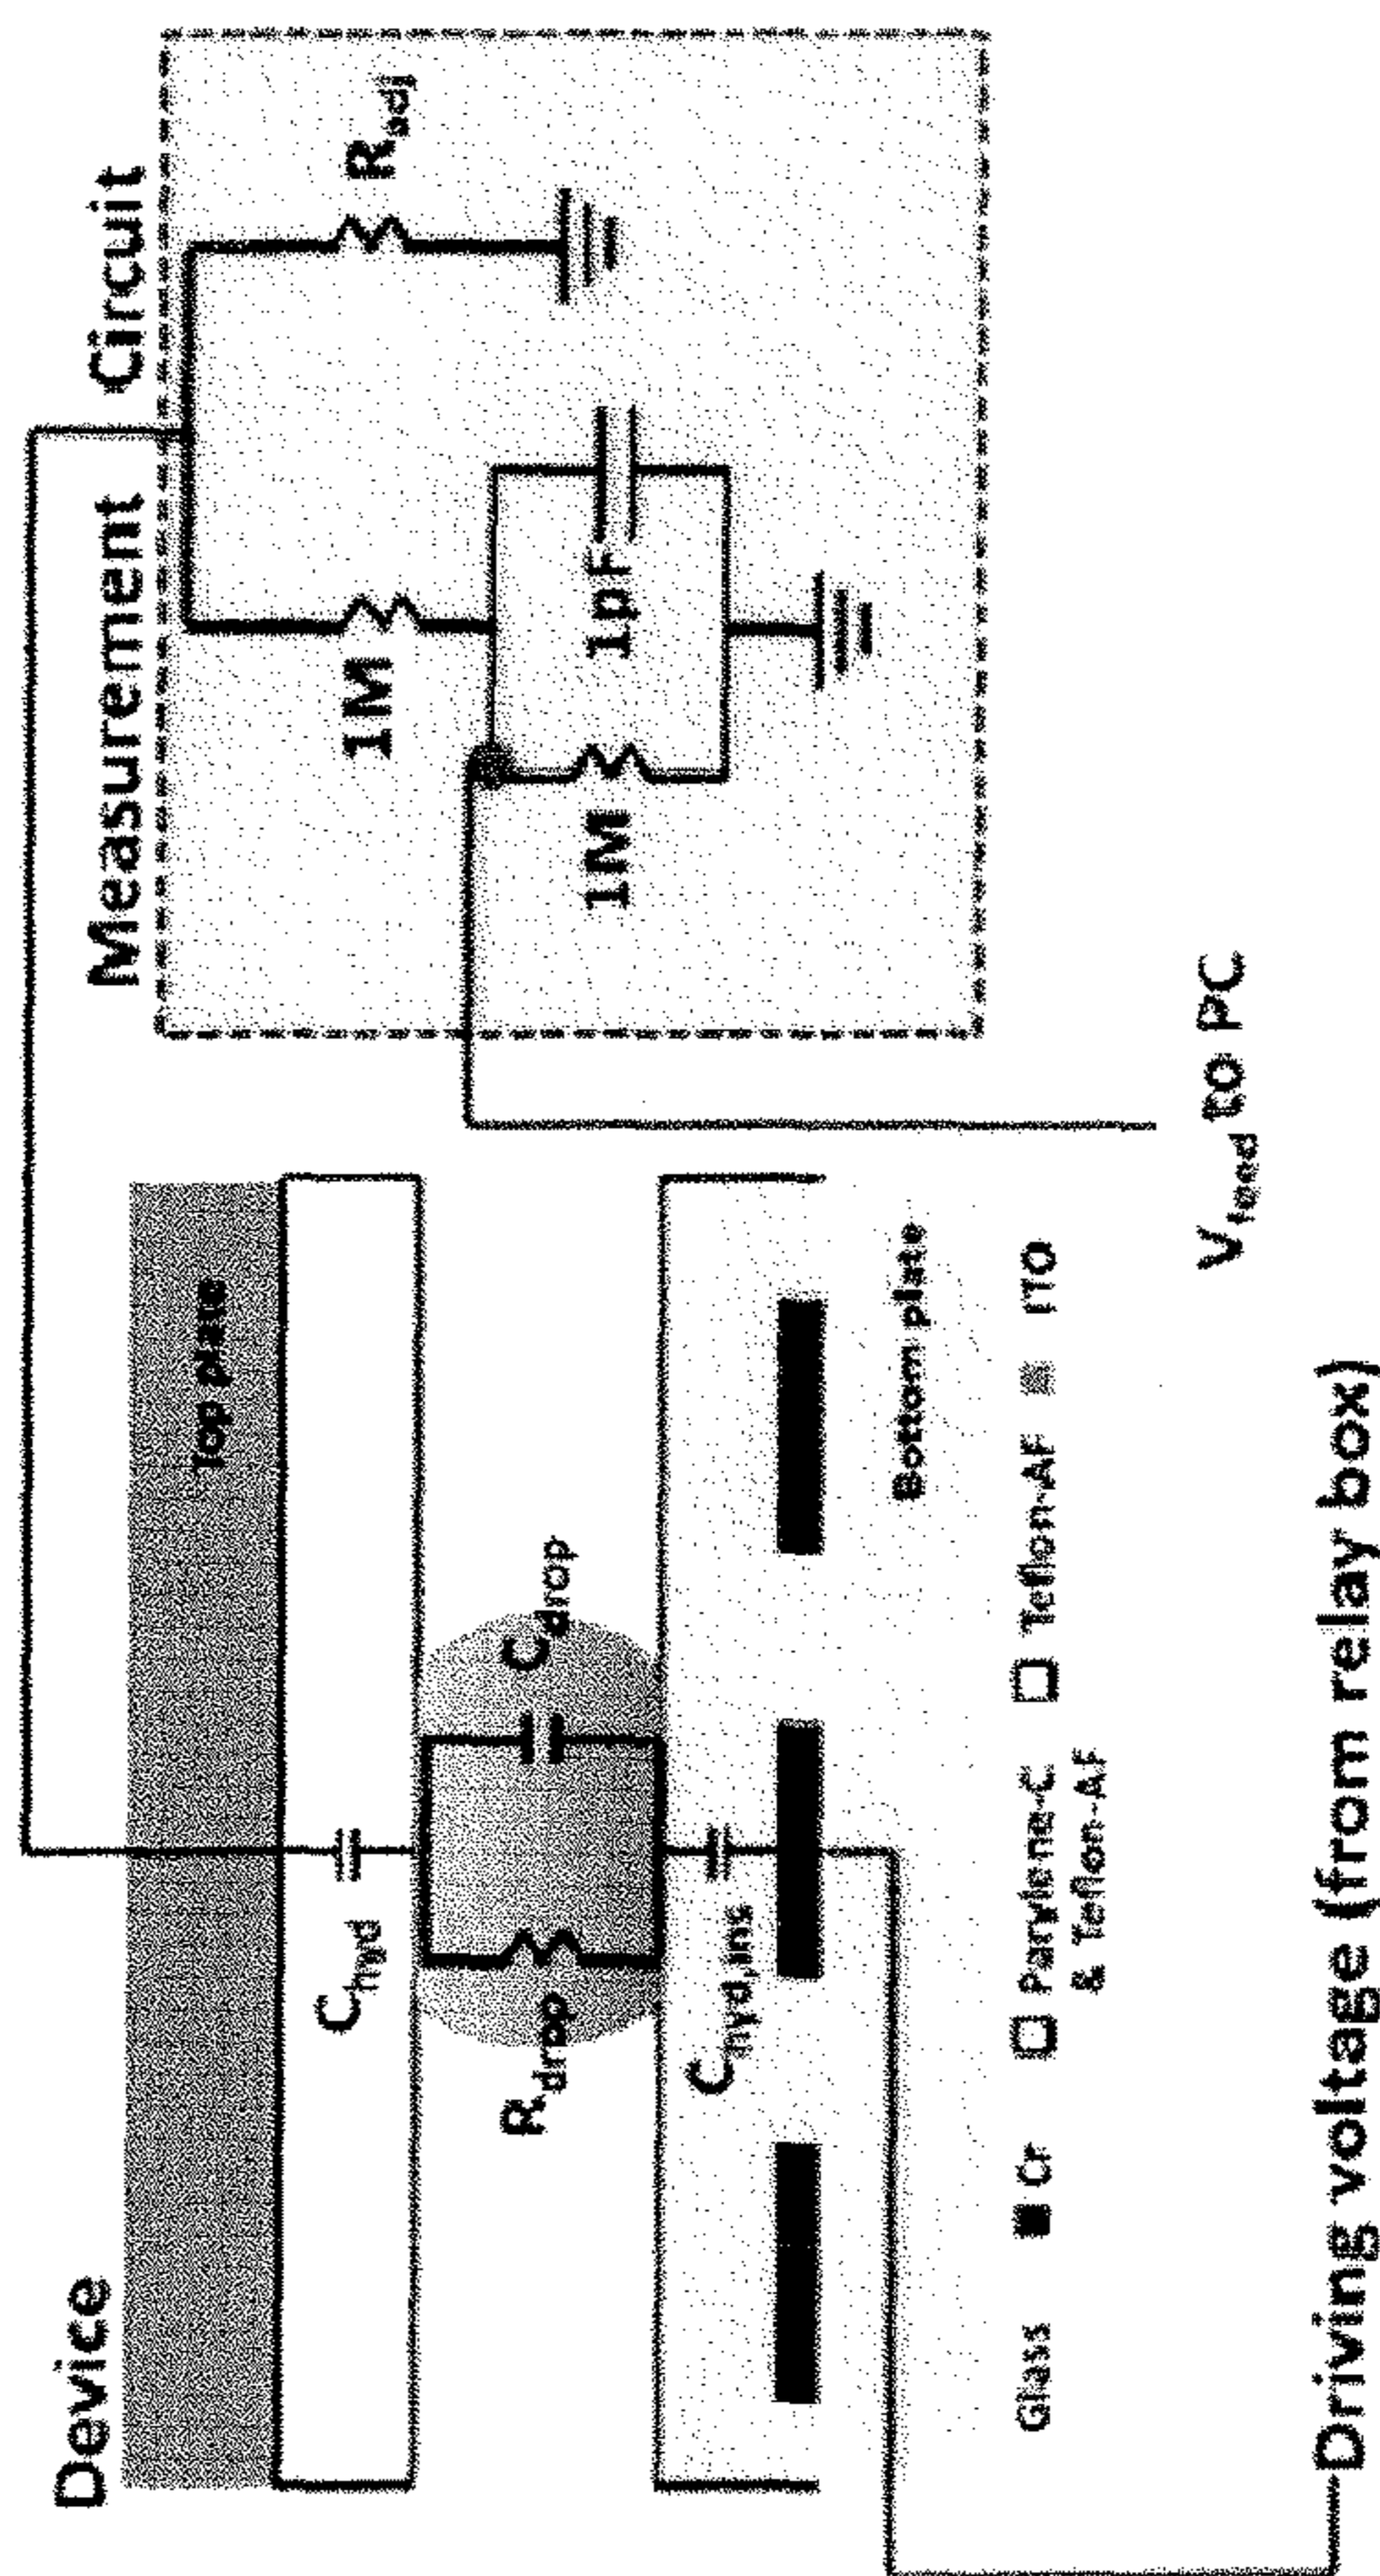 Device
Measurement Circuit
Top plate
C_hyd
R_drop
C_drop
C_hyd,ins
Bottom plate
1M
R_adj
1M
1pF
Glass
Cr
Parylene-C
& Teflon-AF
Teflon-AF
ITO
V_feed to PC
Driving voltage (from relay box)